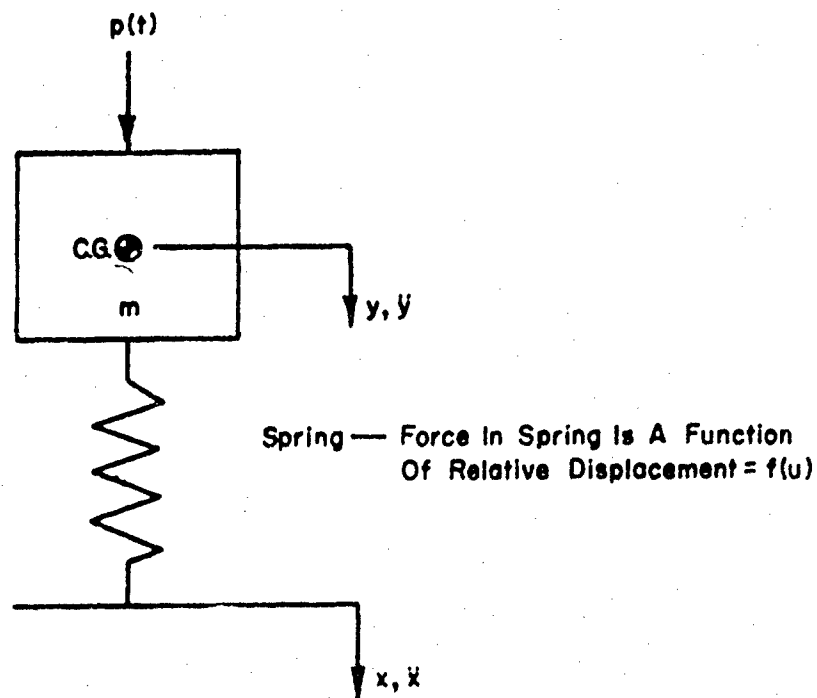 p(t)
C.G.
m
y, ÿ
Spring — Force In Spring Is A Function
Of Relative Displacement = f(u)
x, ẍ